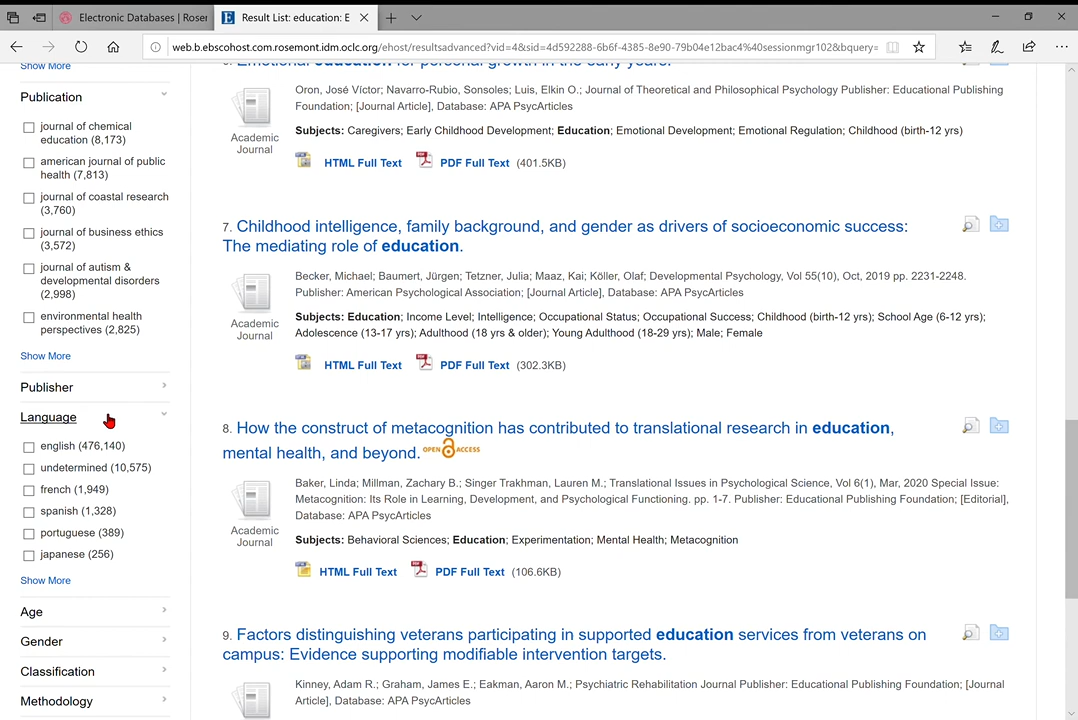 Electronic Databases | Roser
Result List: education: E
web.b.ebscohost.com.rosemont.idm.oclc.org/ehost/resultsadvanced?vid=4&sid=4d592288-6b6f-4385-8e90-79b04e12bac4%40sessionmgr102&bquery=
Show More
Publication
journal of chemical
education (8,173)
american journal of public
health (7,813)
journal of coastal research
(3,760)
journal of business ethics
(3,572)
journal of autism &
developmental disorders
(2,998)
environmental health
perspectives (2,825)
Show More
Publisher
Language
english (476,140)
undetermined (10,575)
french (1,949)
spanish (1,328)
portuguese (389)
japanese (256)
Show More
Age
Gender
Classification
Methodology
Emotional education for personal growth in the early years.
Oron, José Víctor; Navarro-Rubio, Sonsoles; Luis, Elkin O.; Journal of Theoretical and Philosophical Psychology Publisher: Educational Publishing
Foundation; [Journal Article], Database: APA PsycArticles
Academic
Journal
Subjects: Caregivers; Early Childhood Development; Education; Emotional Development; Emotional Regulation; Childhood (birth-12 yrs)
HTML Full Text PDF Full Text (401.5KB)
7. Childhood intelligence, family background, and gender as drivers of socioeconomic success:
The mediating role of education.
Becker, Michael; Baumert, Jürgen; Tetzner, Julia; Maaz, Kai; Köller, Olaf; Developmental Psychology, Vol 55(10), Oct, 2019 pp. 2231-2248.
Publisher: American Psychological Association; [Journal Article], Database: APA PsycArticles
Academic
Journal
Subjects: Education; Income Level; Intelligence; Occupational Status; Occupational Success; Childhood (birth-12 yrs); School Age (6-12 yrs);
Adolescence (13-17 yrs); Adulthood (18 yrs & older); Young Adulthood (18-29 yrs); Male; Female
HTML Full Text PDF Full Text (302.3KB)
8. How the construct of metacognition has contributed to translational research in education,
mental health, and beyond. OPEN ACCESS
Baker, Linda; Millman, Zachary B.; Singer Trakhman, Lauren M.; Translational Issues in Psychological Science, Vol 6(1), Mar, 2020 Special Issue:
Metacognition: Its Role in Learning, Development, and Psychological Functioning. pp. 1-7. Publisher: Educational Publishing Foundation; [Editorial],
Database: APA PsycArticles
Academic
Journal
Subjects: Behavioral Sciences; Education; Experimentation; Mental Health; Metacognition
HTML Full Text PDF Full Text (106.6KB)
9. Factors distinguishing veterans participating in supported education services from veterans on
campus: Evidence supporting modifiable intervention targets.
Kinney, Adam R.; Graham, James E.; Eakman, Aaron M.; Psychiatric Rehabilitation Journal Publisher: Educational Publishing Foundation; [Journal
Article], Database: APA PsycArticles